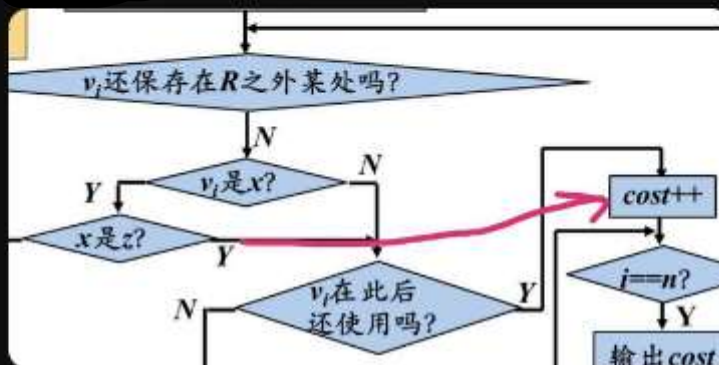 vᵢ还保存在R之外某处吗?
N
vᵢ是x?
N
Y
cost++
x是z?
Y
vᵢ在此后
还使用吗?
N
Y
i==n?
Y
输出cost